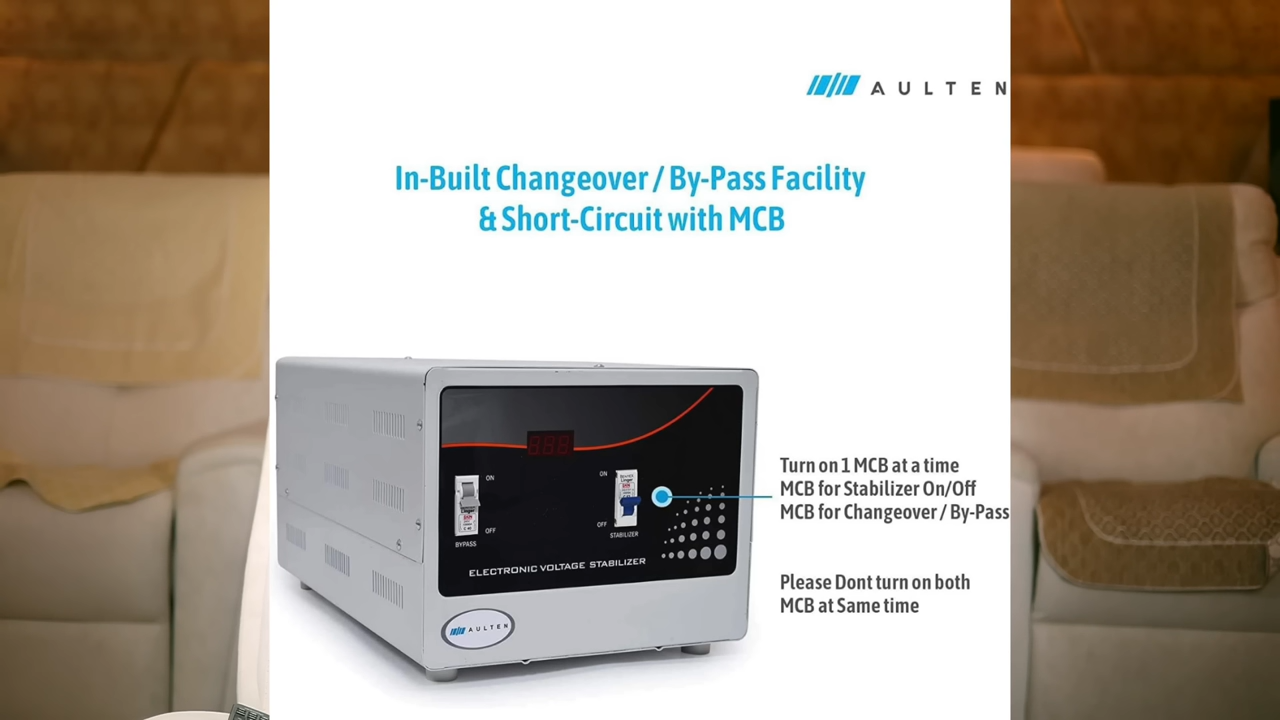 AULTEN
In-Built Changeover / By-Pass Facility
& Short-Circuit with MCB
ON
ON
OFF
OFF
BYPASS
STABILIZER
ELECTRONIC VOLTAGE STABILIZER
AULTEN
Turn on 1 MCB at a time
MCB for Stabilizer On/Off
MCB for Changeover / By-Pass
Please Dont turn on both
MCB at Same time